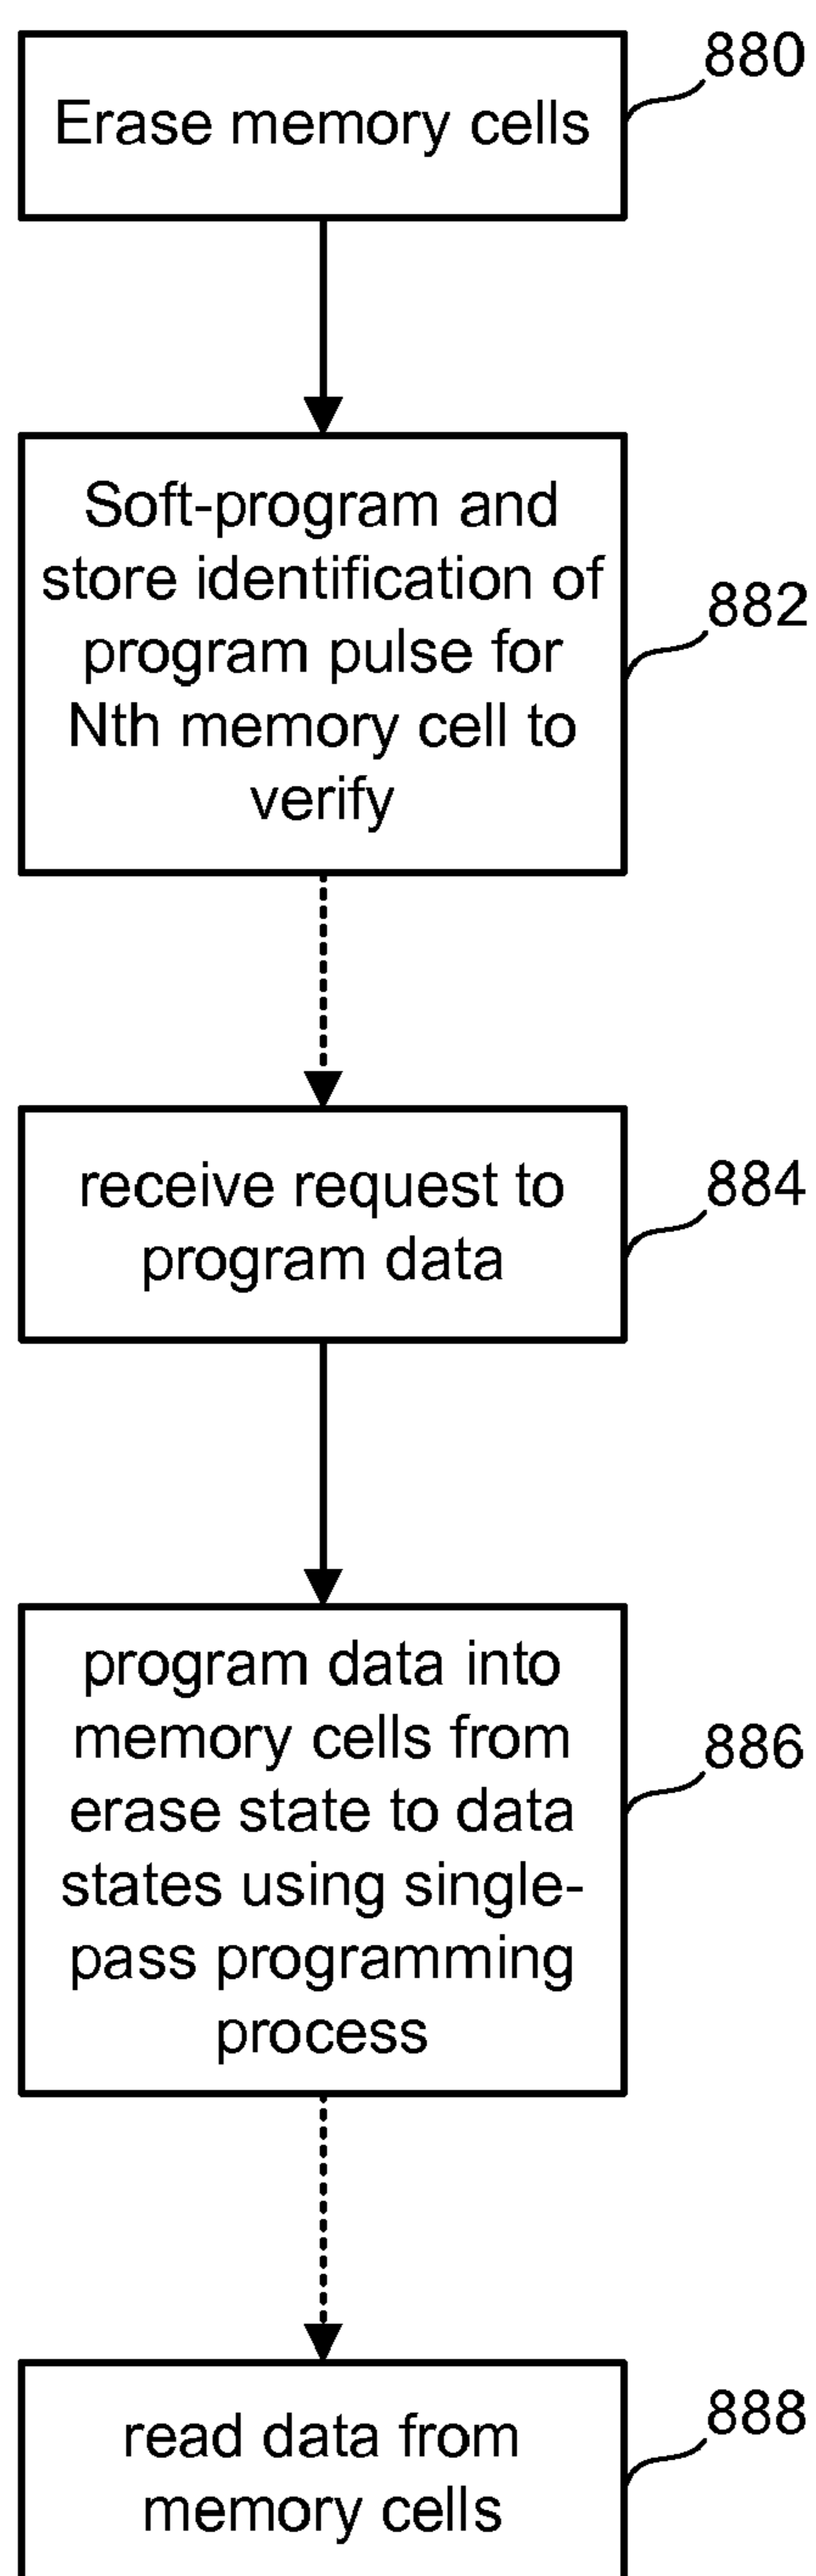 880
Erase memory cells
Soft-program and
store identification of
program pulse for
Nth memory cell to
verify
882
receive request to
program data
884
program data into
memory cells from
erase state to data
states using single-
pass programming
process
886
read data from
memory cells
888